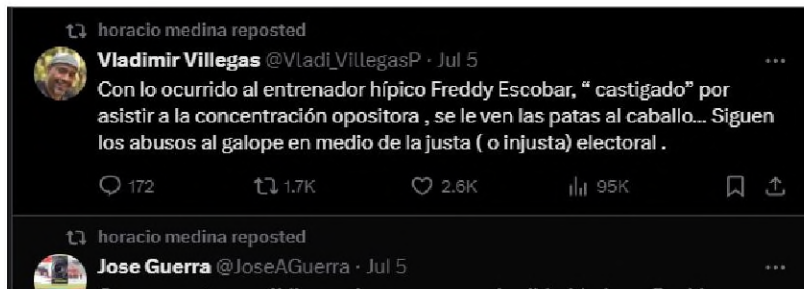 horacio medina reposted
Vladimir Villegas @Vladi_VillegasP · Jul 5
Con lo ocurrido al entrenador hípico Freddy Escobar, “ castigado” por
asistir a la concentración opositora , se le ven las patas al caballo... Siguen
los abusos al galope en medio de la justa ( o injusta) electoral .
172 1.7K 2.6K 95K
horacio medina reposted
Jose Guerra @JoseAGuerra · Jul 5